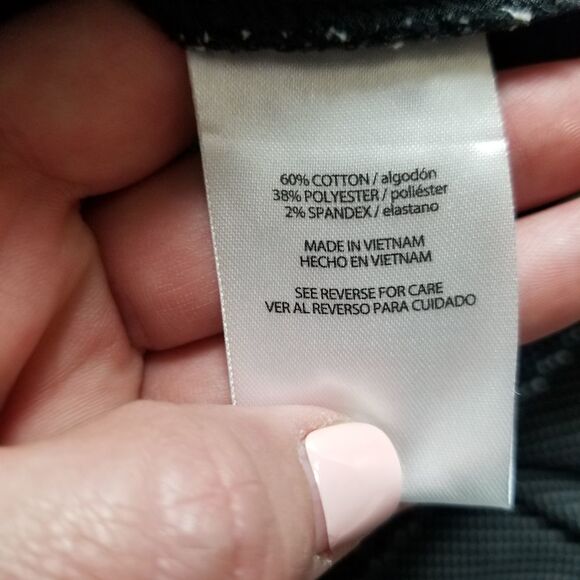 60% COTTON / algodón
38% POLYESTER / poliéster
2% SPANDEX / elastano
MADE IN VIETNAM
HECHO EN VIETNAM
SEE REVERSE FOR CARE
VER AL REVERSO PARA CUIDADO